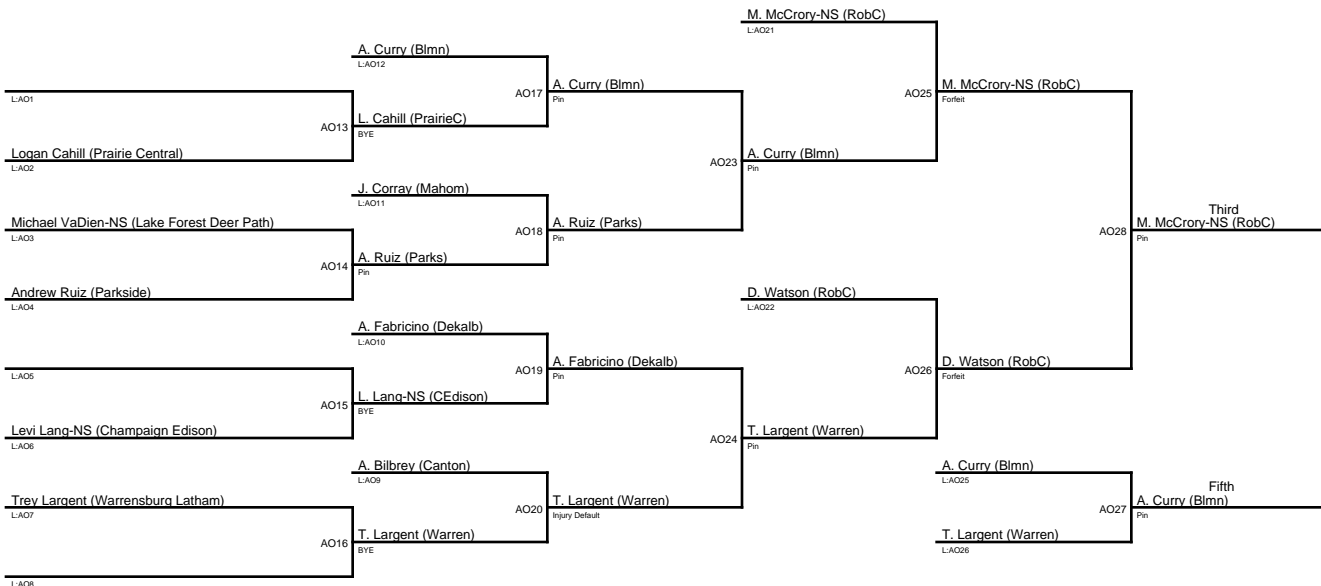 M. McCrory-NS (RobC)
L:AO21
A. Curry (Blmn)
L:AO12
L:AO1
AO17
A. Curry (Blmn)
Pin
AO25
M. McCrory-NS (RobC)
Forfeit
AO13
L. Cahill (PrairieC)
BYE
Logan Cahill (Prairie Central)
L:AO2
AO23
A. Curry (Blmn)
Pin
J. Corray (Mahom)
L:AO11
Michael VaDien-NS (Lake Forest Deer Path)
L:AO3
AO18
A. Ruiz (Parks)
Pin
AO28
Third
M. McCrory-NS (RobC)
Pin
AO14
A. Ruiz (Parks)
Pin
Andrew Ruiz (Parkside)
L:AO4
D. Watson (RobC)
L:AO22
A. Fabricino (Dekalb)
L:AO10
L:AO5
AO19
A. Fabricino (Dekalb)
Pin
AO26
D. Watson (RobC)
Forfeit
AO15
L. Lang-NS (CEdison)
BYE
Levi Lang-NS (Champaign Edison)
L:AO6
AO24
T. Largent (Warren)
Pin
A. Bilbrey (Canton)
L:AO9
A. Curry (Blmn)
L:AO25
Trey Largent (Warrensburg Latham)
L:AO7
AO20
T. Largent (Warren)
Injury Default
AO27
Fifth
A. Curry (Blmn)
Pin
AO16
T. Largent (Warren)
BYE
T. Largent (Warren)
L:AO26
L:AO8